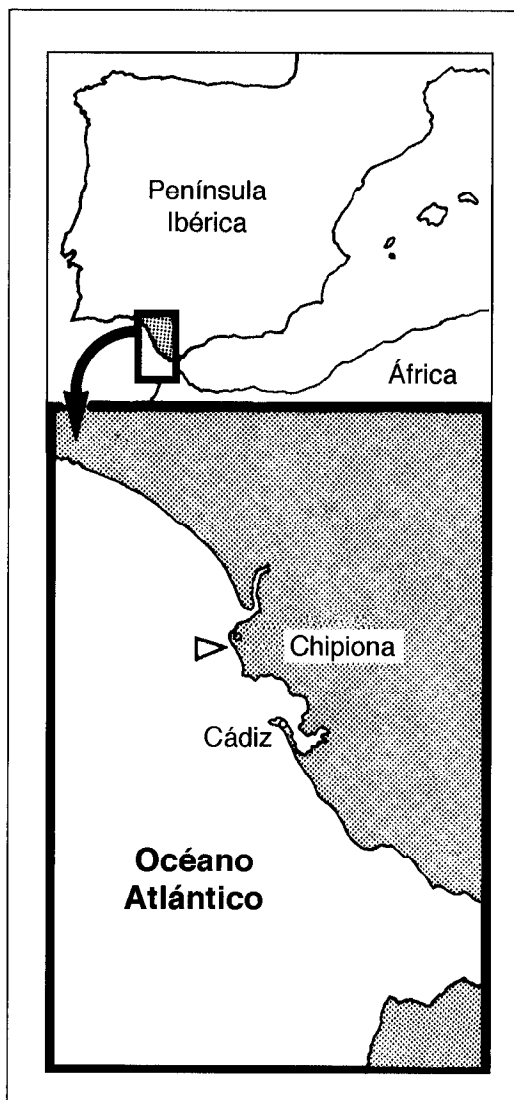 Península
Ibérica
África
Chipiona
Cádiz
Océano
Atlántico